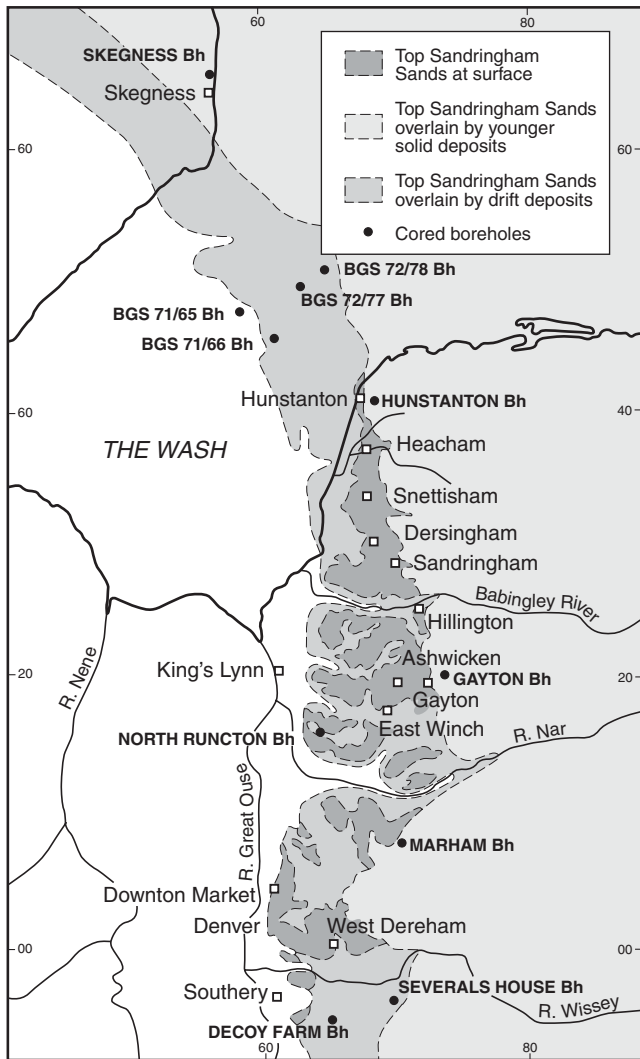 60
80
SKEGNESS Bh
Skegness
Top Sandringham
Sands at surface
Top Sandringham Sands
overlain by younger
solid deposits
Top Sandringham Sands
overlain by drift deposits
Cored boreholes
60
60
BGS 72/78 Bh
BGS 72/77 Bh
BGS 71/65 Bh
BGS 71/66 Bh
Hunstanton
HUNSTANTON Bh
60
40
THE WASH
Heacham
Snettisham
Dersingham
Sandringham
Babingley River
Hillington
R. Nene
King's Lynn
Ashwicken
GAYTON Bh
20
20
Gayton
East Winch
NORTH RUNCTON Bh
R. Nar
R. Great Ouse
MARHAM Bh
Downton Market
Denver
West Dereham
00
00
Southery
SEVERALS HOUSE Bh
R. Wissey
DECOY FARM Bh
60
80